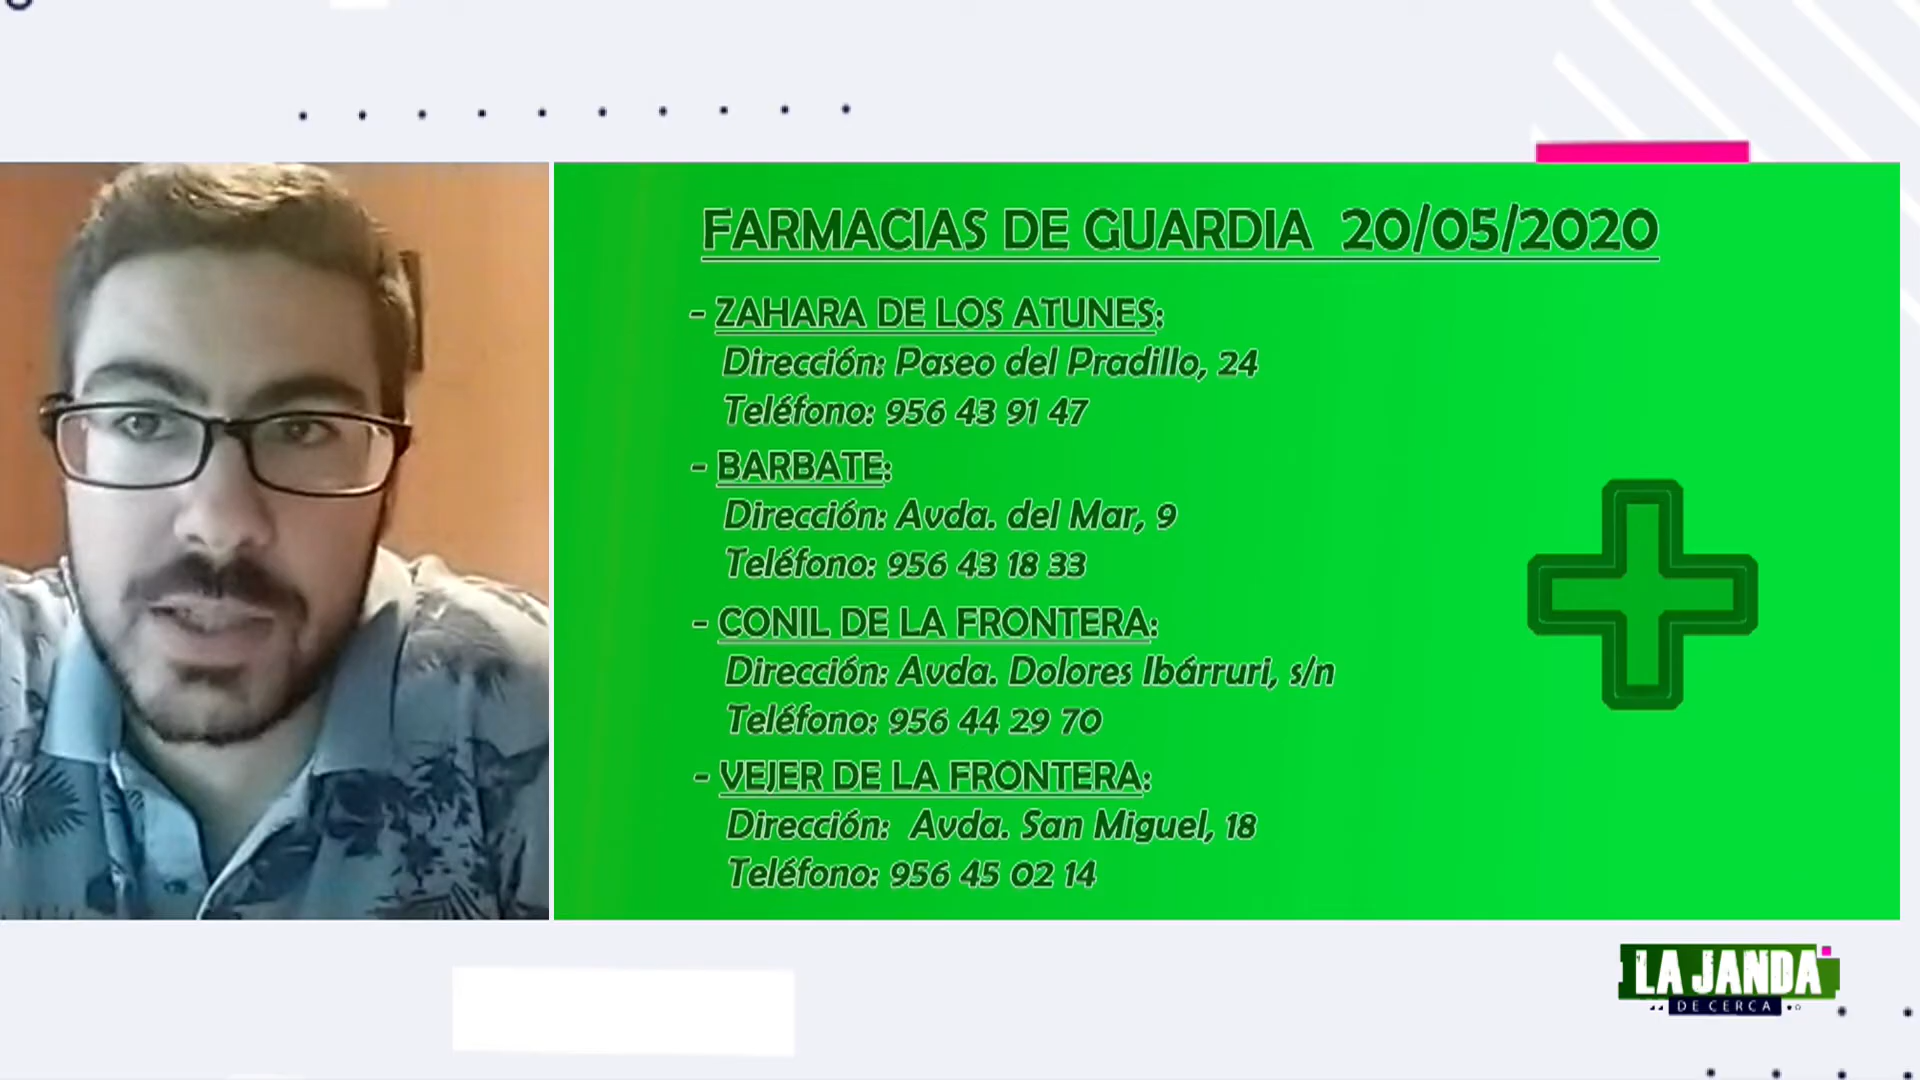 FARMACIAS DE GUARDIA 20/05/2020
- ZAHARA DE LOS ATUNES:
Dirección: Paseo del Pradillo, 24
Teléfono: 956 43 91 47
- BARBATE:
Dirección: Avda. del Mar, 9
Teléfono: 956 43 18 33
- CONIL DE LA FRONTERA:
Dirección: Avda. Dolores Ibárruri, s/n
Teléfono: 956 44 29 70
- VEJER DE LA FRONTERA:
Dirección: Avda. San Miguel, 18
Teléfono: 956 45 02 14
LA JANDA
DE CERCA